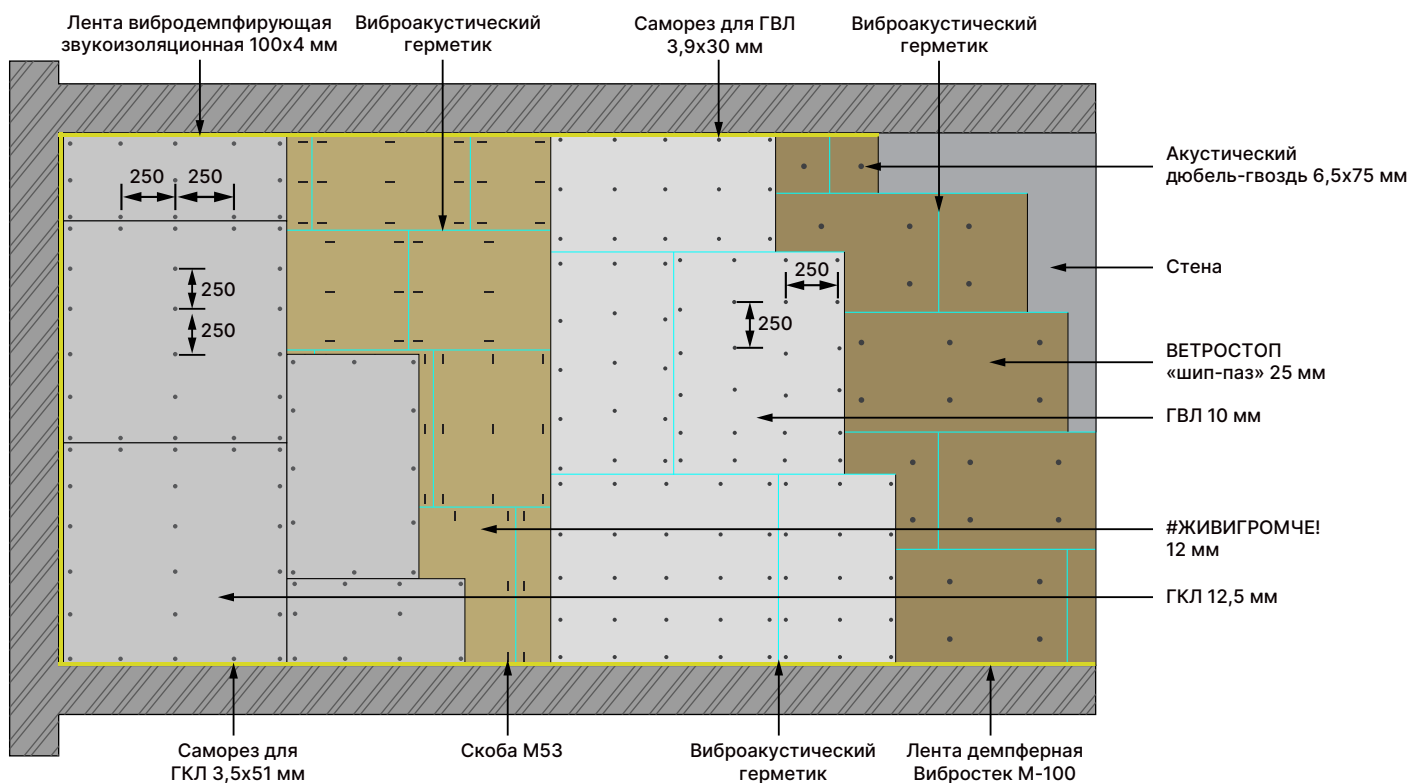 Лента вибродемпфирующая
звукоизоляционная 100х4 мм
Виброакустический
герметик
Саморез для ГВЛ
3,9х30 мм
Виброакустический
герметик
Акустический
дюбель-гвоздь 6,5х75 мм
250
250
Стена
250
250
250
250
ВЕТРОСТОП
«шип-паз» 25 мм
ГВЛ 10 мм
#ЖИВИГРОМЧЕ!
12 мм
ГКЛ 12,5 мм
Саморез для
ГКЛ 3,5х51 мм
Скоба М53
Виброакустический
герметик
Лента демпферная
Вибростек М-100